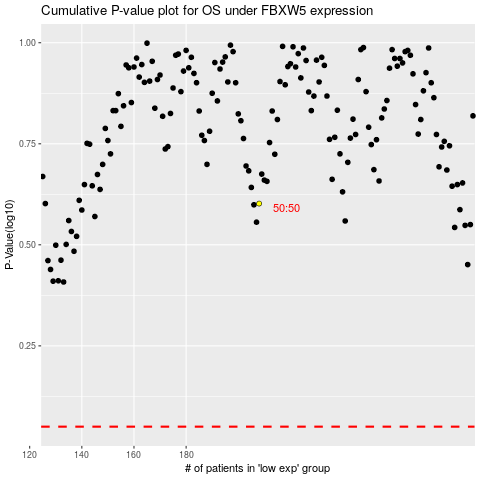 Cumulative P-value plot for OS under FBXW5 expression
P-Value(log10)
1.00
0.75
0.50
0.25
50:50
120 140 160 180
# of patients in 'low exp' group